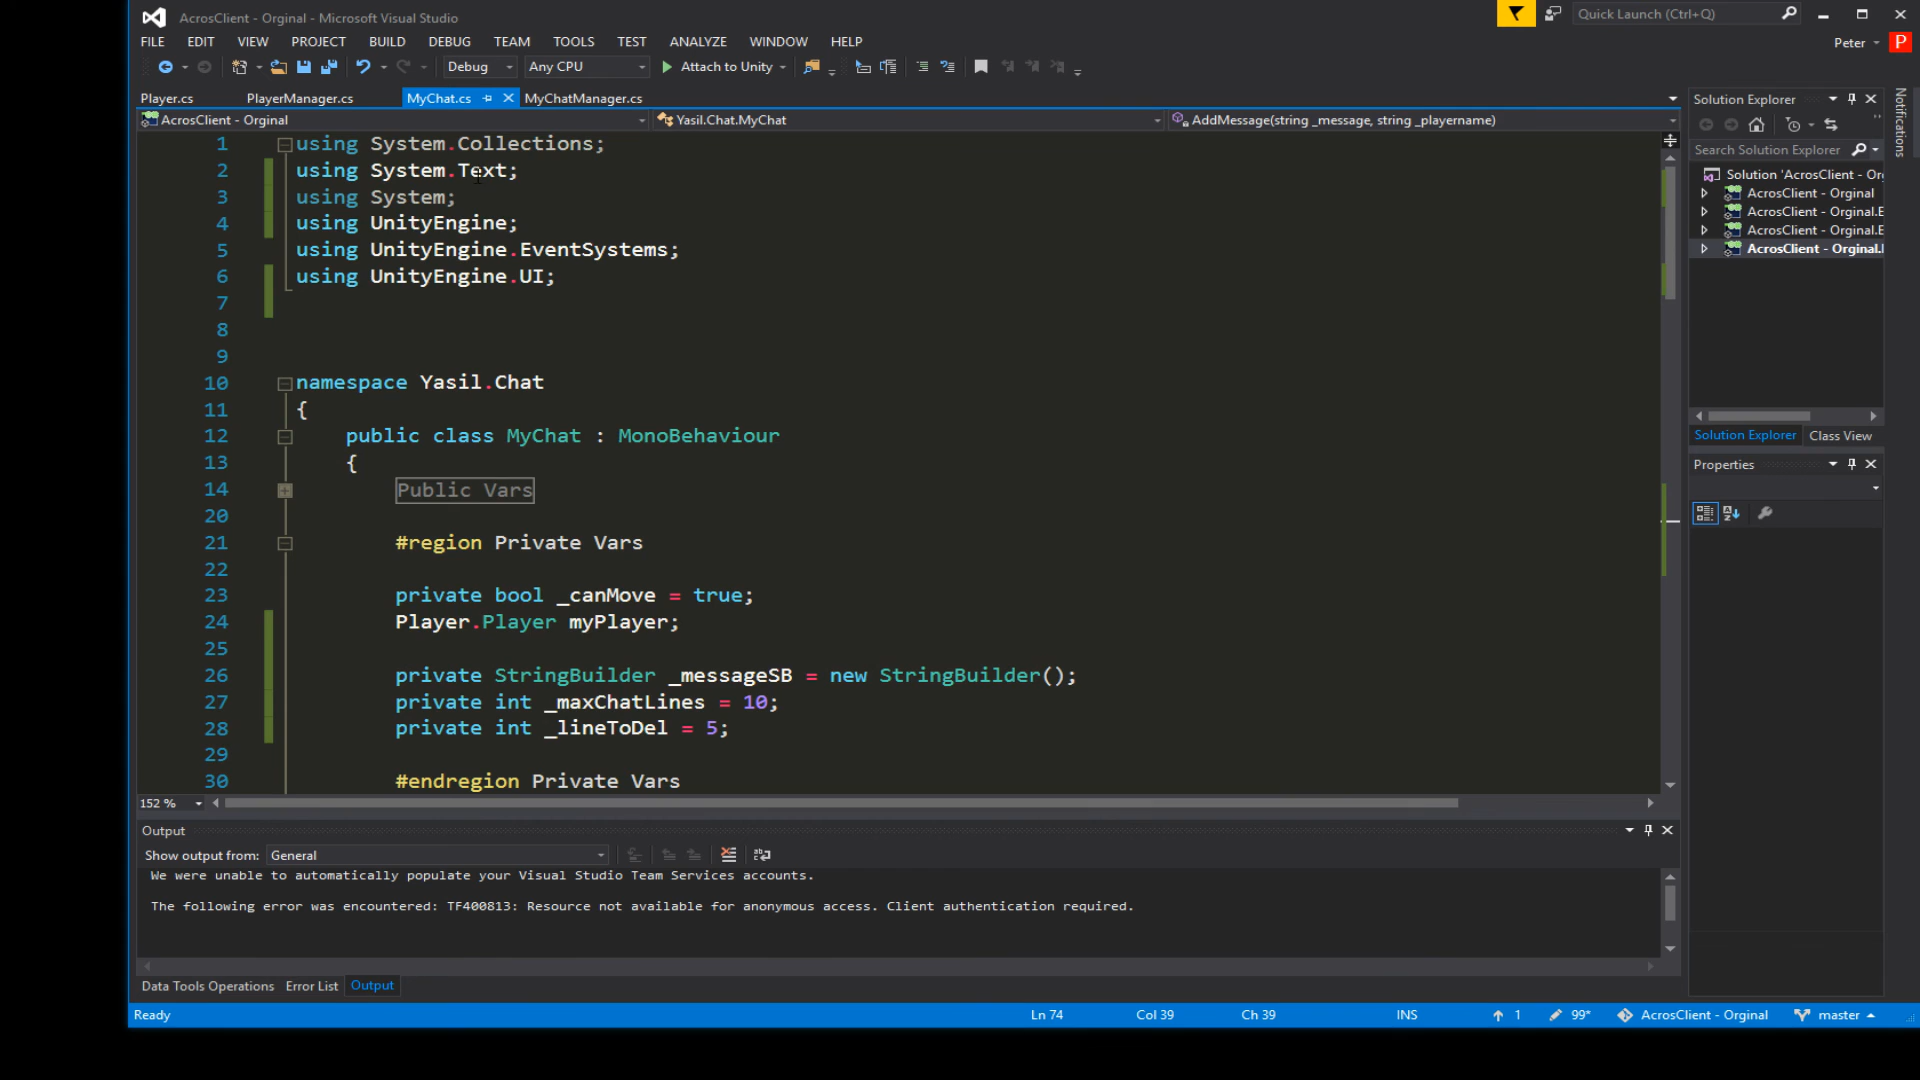 AcrosClient - Orginal - Microsoft Visual Studio
Quick Launch (Ctrl+Q)
FILE EDIT VIEW PROJECT BUILD DEBUG TEAM TOOLS TEST ANALYZE WINDOW HELP
Peter P
Debug Any CPU Attach to Unity
Player.cs PlayerManager.cs MyChat.cs MyChatManager.cs
AcrosClient - Orginal Yasil.Chat.MyChat AddMessage(string _message, string _playername)
1 using System.Collections;
2 using System.Text;
3 using System;
4 using UnityEngine;
5 using UnityEngine.EventSystems;
6 using UnityEngine.UI;
7
8
9
10 namespace Yasil.Chat
11 {
12 public class MyChat : MonoBehaviour
13 {
14 Public Vars
20
21 #region Private Vars
22
23 private bool _canMove = true;
24 Player.Player myPlayer;
25
26 private StringBuilder _messageSB = new StringBuilder();
27 private int _maxChatLines = 10;
28 private int _lineToDel = 5;
29
30 #endregion Private Vars
152 %
Output
Show output from: General
We were unable to automatically populate your Visual Studio Team Services accounts.
The following error was encountered: TF400813: Resource not available for anonymous access. Client authentication required.
Data Tools Operations Error List Output
Solution Explorer
Search Solution Explorer
Solution 'AcrosClient - Or
AcrosClient - Orginal
AcrosClient - Orginal.E
AcrosClient - Orginal.E
AcrosClient - Orginal.
Solution Explorer Class View
Properties
Notifications
Ready Ln 74 Col 39 Ch 39 INS 1 99* AcrosClient - Orginal master